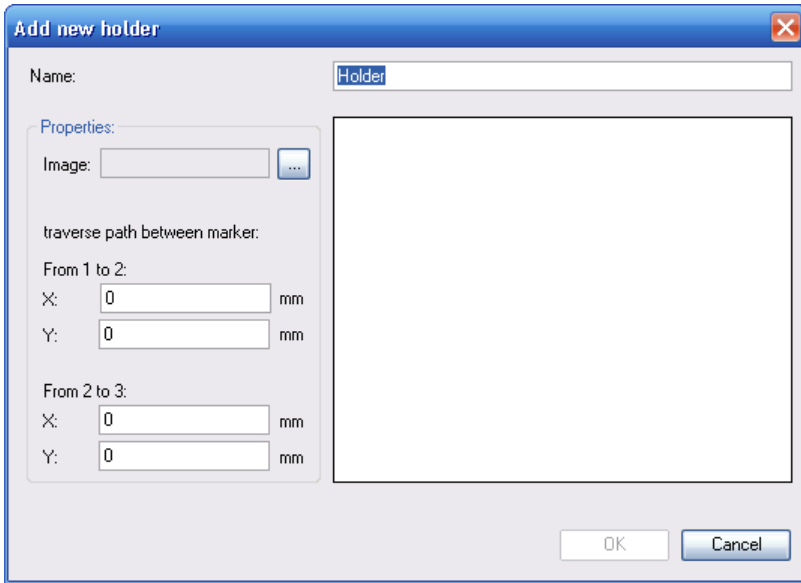 Add new holder
Name:
Holder
Properties:
Image:
...
traverse path between marker:
From 1 to 2:
X: 0 mm
Y: 0 mm
From 2 to 3:
X: 0 mm
Y: 0 mm
OK Cancel